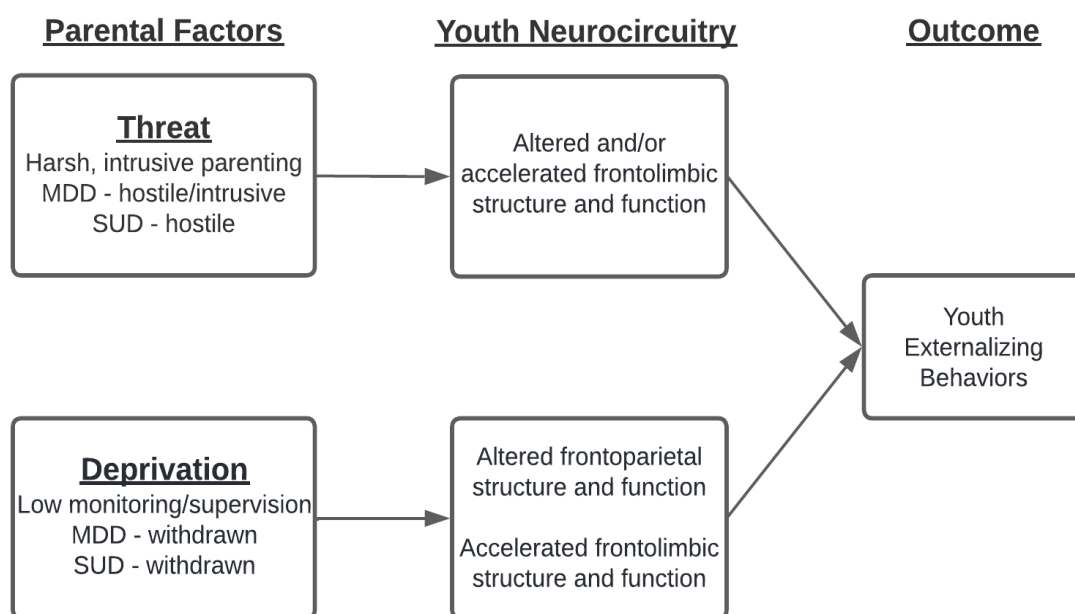 Parental Factors
Youth Neurocircuitry
Outcome
Threat
Harsh, intrusive parenting
MDD - hostile/intrusive
SUD - hostile
Altered and/or
accelerated frontolimbic
structure and function
Youth
Externalizing
Behaviors
Deprivation
Low monitoring/supervision
MDD - withdrawn
SUD - withdrawn
Altered frontoparietal
structure and function
Accelerated frontolimbic
structure and function